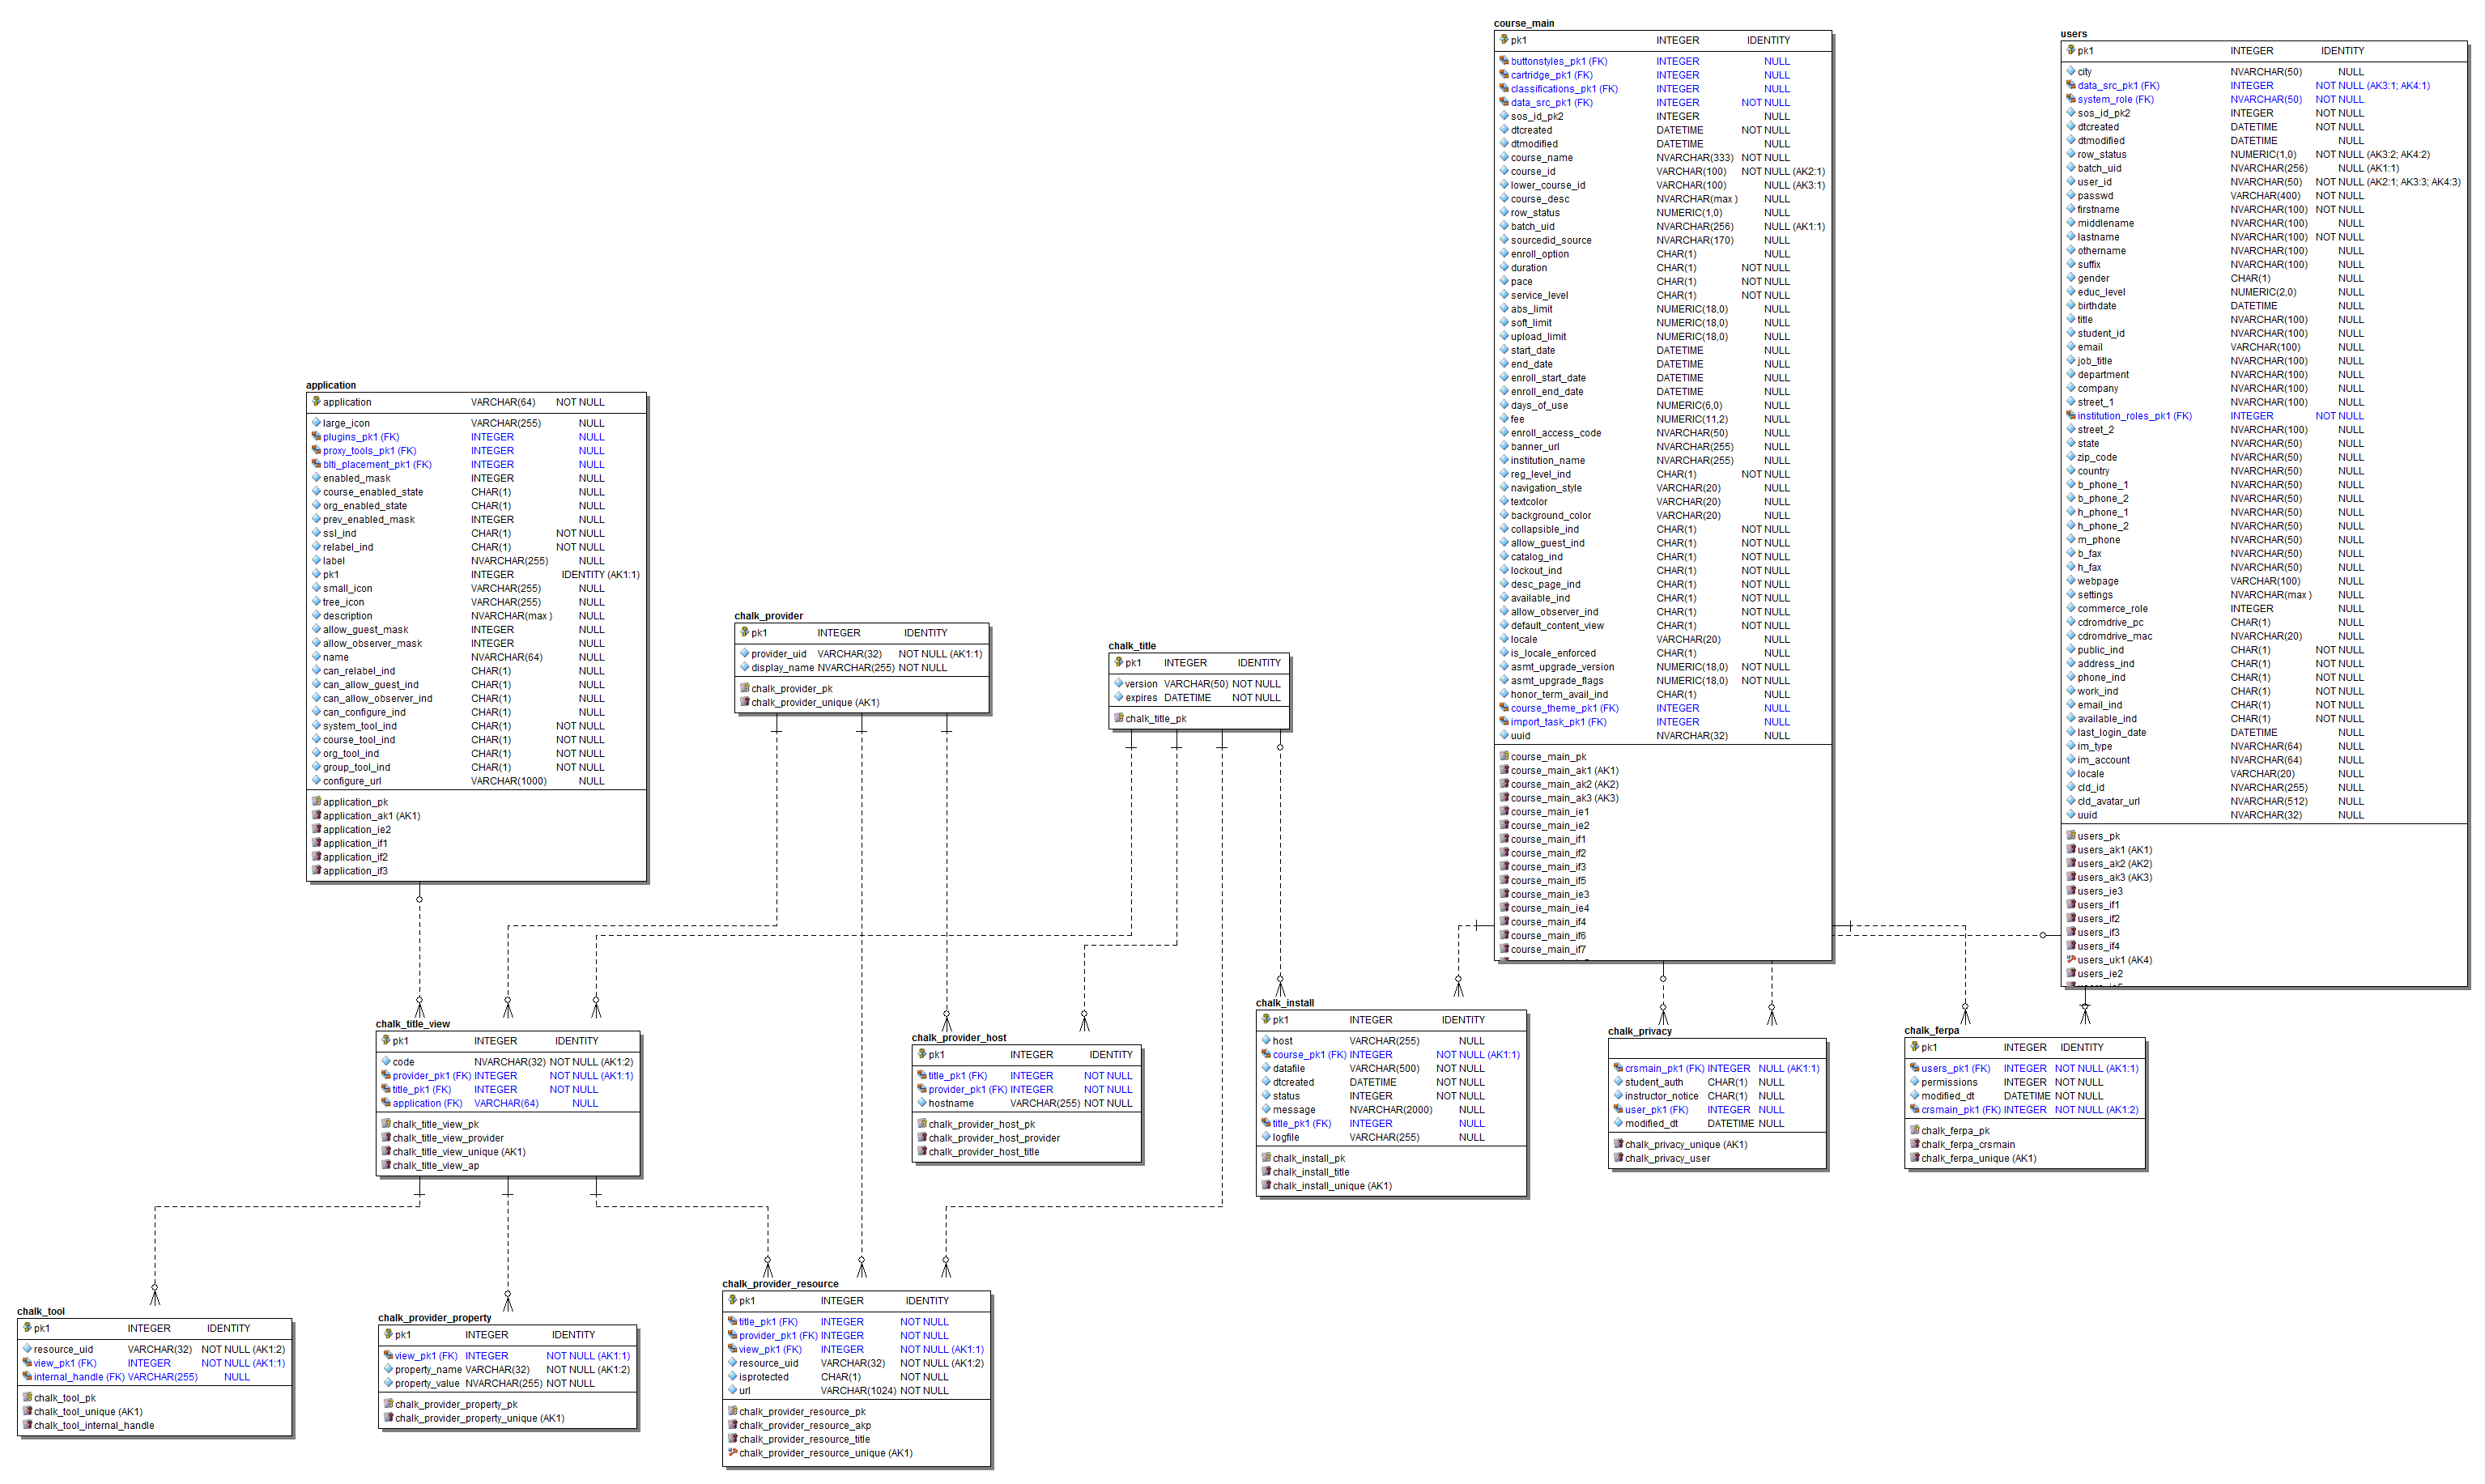 course_main
pk1 INTEGER IDENTITY
buttonstyles_pk1 (FK) INTEGER NULL
cartridge_pk1 (FK) INTEGER NULL
classifications_pk1 (FK) INTEGER NULL
data_src_pk1 (FK) INTEGER NOT NULL
sos_id_pk2 INTEGER NULL
dtcreated DATETIME NOT NULL
dtmodified DATETIME NULL
course_name NVARCHAR(333) NOT NULL
course_id VARCHAR(100) NOT NULL (AK2:1)
lower_course_id VARCHAR(100) NULL (AK3:1)
course_desc NVARCHAR(max ) NULL
row_status NUMERIC(1,0) NULL
batch_uid NVARCHAR(256) NULL (AK1:1)
sourcedid_source NVARCHAR(170) NULL
enroll_option CHAR(1) NULL
duration CHAR(1) NOT NULL
pace CHAR(1) NOT NULL
service_level CHAR(1) NOT NULL
abs_limit NUMERIC(18,0) NULL
soft_limit NUMERIC(18,0) NULL
upload_limit NUMERIC(18,0) NULL
start_date DATETIME NULL
end_date DATETIME NULL
enroll_start_date DATETIME NULL
enroll_end_date DATETIME NULL
days_of_use NUMERIC(6,0) NULL
fee NUMERIC(11,2) NULL
enroll_access_code NVARCHAR(50) NULL
banner_url NVARCHAR(255) NULL
institution_name NVARCHAR(255) NULL
reg_level_ind CHAR(1) NOT NULL
navigation_style VARCHAR(20) NULL
textcolor VARCHAR(20) NULL
background_color VARCHAR(20) NULL
collapsible_ind CHAR(1) NOT NULL
allow_guest_ind CHAR(1) NOT NULL
catalog_ind CHAR(1) NOT NULL
lockout_ind CHAR(1) NOT NULL
desc_page_ind CHAR(1) NOT NULL
available_ind CHAR(1) NOT NULL
allow_observer_ind CHAR(1) NOT NULL
default_content_view CHAR(1) NOT NULL
locale VARCHAR(20) NULL
is_locale_enforced CHAR(1) NULL
asmt_upgrade_version NUMERIC(18,0) NOT NULL
asmt_upgrade_flags NUMERIC(18,0) NOT NULL
honor_term_avail_ind CHAR(1) NULL
course_theme_pk1 (FK) INTEGER NULL
import_task_pk1 (FK) INTEGER NULL
uuid NVARCHAR(32) NULL
course_main_pk
course_main_ak1 (AK1)
course_main_ak2 (AK2)
course_main_ak3 (AK3)
course_main_ie1
course_main_ie2
course_main_if1
course_main_if2
course_main_if3
course_main_if5
course_main_ie3
course_main_ie4
course_main_if4
course_main_if6
course_main_if7
users
pk1 INTEGER IDENTITY
city NVARCHAR(50) NULL
data_src_pk1 (FK) INTEGER NOT NULL (AK3:1; AK4:1)
system_role (FK) NVARCHAR(50) NOT NULL
sos_id_pk2 INTEGER NOT NULL
dtcreated DATETIME NOT NULL
dtmodified DATETIME NULL
row_status NUMERIC(1,0) NOT NULL (AK3:2; AK4:2)
batch_uid NVARCHAR(256) NULL (AK1:1)
user_id NVARCHAR(50) NOT NULL (AK2:1; AK3:3; AK4:3)
passwd VARCHAR(400) NOT NULL
firstname NVARCHAR(100) NOT NULL
middlename NVARCHAR(100) NULL
lastname NVARCHAR(100) NOT NULL
othername NVARCHAR(100) NULL
suffix NVARCHAR(100) NULL
gender CHAR(1) NULL
educ_level NUMERIC(2,0) NULL
birthdate DATETIME NULL
title NVARCHAR(100) NULL
student_id NVARCHAR(100) NULL
email VARCHAR(100) NULL
job_title NVARCHAR(100) NULL
department NVARCHAR(100) NULL
company NVARCHAR(100) NULL
street_1 NVARCHAR(100) NULL
institution_roles_pk1 (FK) INTEGER NOT NULL
street_2 NVARCHAR(100) NULL
state NVARCHAR(50) NULL
zip_code NVARCHAR(50) NULL
country NVARCHAR(50) NULL
b_phone_1 NVARCHAR(50) NULL
b_phone_2 NVARCHAR(50) NULL
h_phone_1 NVARCHAR(50) NULL
h_phone_2 NVARCHAR(50) NULL
m_phone NVARCHAR(50) NULL
b_fax NVARCHAR(50) NULL
h_fax NVARCHAR(50) NULL
webpage VARCHAR(100) NULL
settings NVARCHAR(max ) NULL
commerce_role INTEGER NULL
cdromdrive_pc CHAR(1) NULL
cdromdrive_mac NVARCHAR(20) NULL
public_ind CHAR(1) NOT NULL
address_ind CHAR(1) NOT NULL
phone_ind CHAR(1) NOT NULL
work_ind CHAR(1) NOT NULL
email_ind CHAR(1) NOT NULL
available_ind CHAR(1) NOT NULL
last_login_date DATETIME NULL
im_type NVARCHAR(64) NULL
im_account NVARCHAR(64) NULL
locale VARCHAR(20) NULL
cld_id NVARCHAR(255) NULL
cld_avatar_url NVARCHAR(512) NULL
uuid NVARCHAR(32) NULL
users_pk
users_ak1 (AK1)
users_ak2 (AK2)
users_ak3 (AK3)
users_ie3
users_if1
users_if2
users_if3
users_if4
users_uk1 (AK4)
users_ie2
application
application VARCHAR(64) NOT NULL
large_icon VARCHAR(255) NULL
plugins_pk1 (FK) INTEGER NULL
proxy_tools_pk1 (FK) INTEGER NULL
blti_placement_pk1 (FK) INTEGER NULL
enabled_mask INTEGER NULL
course_enabled_state CHAR(1) NULL
org_enabled_state CHAR(1) NULL
prev_enabled_mask INTEGER NULL
ssl_ind CHAR(1) NOT NULL
relabel_ind CHAR(1) NOT NULL
label NVARCHAR(255) NULL
pk1 INTEGER IDENTITY (AK1:1)
small_icon VARCHAR(255) NULL
tree_icon VARCHAR(255) NULL
description NVARCHAR(max ) NULL
allow_guest_mask INTEGER NULL
allow_observer_mask INTEGER NULL
name NVARCHAR(64) NULL
can_relabel_ind CHAR(1) NULL
can_allow_guest_ind CHAR(1) NULL
can_allow_observer_ind CHAR(1) NULL
can_configure_ind CHAR(1) NULL
system_tool_ind CHAR(1) NOT NULL
course_tool_ind CHAR(1) NOT NULL
org_tool_ind CHAR(1) NOT NULL
group_tool_ind CHAR(1) NOT NULL
configure_url VARCHAR(1000) NULL
application_pk
application_ak1 (AK1)
application_ie2
application_if1
application_if2
application_if3
chalk_provider
pk1 INTEGER IDENTITY
provider_uid VARCHAR(32) NOT NULL (AK1:1)
display_name NVARCHAR(255) NOT NULL
chalk_provider_pk
chalk_provider_unique (AK1)
chalk_title
pk1 INTEGER IDENTITY
version VARCHAR(50) NOT NULL
expires DATETIME NOT NULL
chalk_title_pk
chalk_title_view
pk1 INTEGER IDENTITY
code NVARCHAR(32) NOT NULL (AK1:2)
provider_pk1 (FK) INTEGER NOT NULL (AK1:1)
title_pk1 (FK) INTEGER NOT NULL
application (FK) VARCHAR(64) NULL
chalk_title_view_pk
chalk_title_view_provider
chalk_title_view_unique (AK1)
chalk_title_view_ap
chalk_provider_host
pk1 INTEGER IDENTITY
title_pk1 (FK) INTEGER NOT NULL
provider_pk1 (FK) INTEGER NOT NULL
hostname VARCHAR(255) NOT NULL
chalk_provider_host_pk
chalk_provider_host_provider
chalk_provider_host_title
chalk_install
pk1 INTEGER IDENTITY
host VARCHAR(255) NULL
course_pk1 (FK) INTEGER NOT NULL (AK1:1)
datafile VARCHAR(500) NOT NULL
dtcreated DATETIME NOT NULL
status INTEGER NOT NULL
message NVARCHAR(2000) NULL
title_pk1 (FK) INTEGER NULL
logfile VARCHAR(255) NULL
chalk_install_pk
chalk_install_title
chalk_install_unique (AK1)
chalk_privacy
crsmain_pk1 (FK) INTEGER NULL (AK1:1)
student_auth CHAR(1) NULL
instructor_notice CHAR(1) NULL
user_pk1 (FK) INTEGER NULL
modified_dt DATETIME NULL
chalk_privacy_unique (AK1)
chalk_privacy_user
chalk_ferpa
pk1 INTEGER IDENTITY
users_pk1 (FK) INTEGER NOT NULL (AK1:1)
permissions INTEGER NOT NULL
modified_dt DATETIME NOT NULL
crsmain_pk1 (FK) INTEGER NOT NULL (AK1:2)
chalk_ferpa_pk
chalk_ferpa_crsmain
chalk_ferpa_unique (AK1)
chalk_tool
pk1 INTEGER IDENTITY
resource_uid VARCHAR(32) NOT NULL (AK1:2)
view_pk1 (FK) INTEGER NOT NULL (AK1:1)
internal_handle (FK) VARCHAR(255) NULL
chalk_tool_pk
chalk_tool_unique (AK1)
chalk_tool_internal_handle
chalk_provider_property
pk1 INTEGER IDENTITY
view_pk1 (FK) INTEGER NOT NULL (AK1:1)
property_name VARCHAR(32) NOT NULL (AK1:2)
property_value NVARCHAR(255) NOT NULL
chalk_provider_property_pk
chalk_provider_property_unique (AK1)
chalk_provider_resource
pk1 INTEGER IDENTITY
title_pk1 (FK) INTEGER NOT NULL
provider_pk1 (FK) INTEGER NOT NULL
view_pk1 (FK) INTEGER NOT NULL (AK1:1)
resource_uid VARCHAR(32) NOT NULL (AK1:2)
isprotected CHAR(1) NOT NULL
url VARCHAR(1024) NOT NULL
chalk_provider_resource_pk
chalk_provider_resource_akp
chalk_provider_resource_title
chalk_provider_resource_unique (AK1)